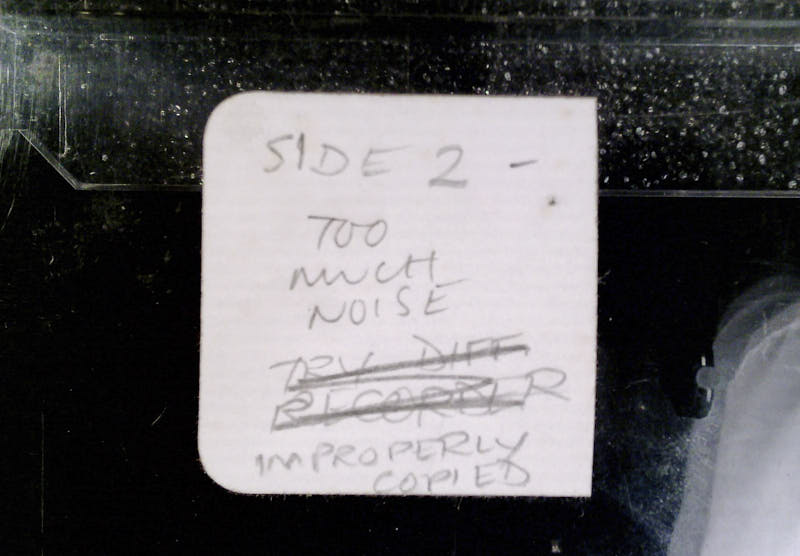 SIDE 2 -
TOO
MUCH
NOISE
TRY DIFF.
RECORDER
IMPROPERLY
COPIED